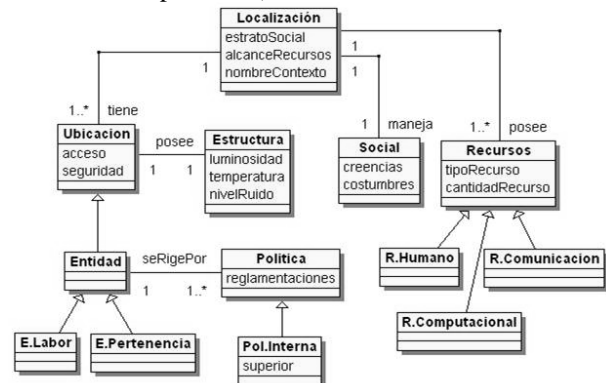 Localización
estratoSocial
alcanceRecursos
nombreContexto
1
1
1
1..*
tiene
1
maneja
1..*
posee
Ubicacion
acceso
seguridad
posee
1
1
Estructura
luminosidad
temperatura
nivelRuido
Social
creencias
costumbres
Recursos
tipoRecurso
cantidadRecurso
Entidad
seRigePor
1
1..*
Politica
reglamentaciones
R.Humano
R.Comunicacion
R.Computacional
E.Labor
E.Pertenencia
Pol.Interna
superior